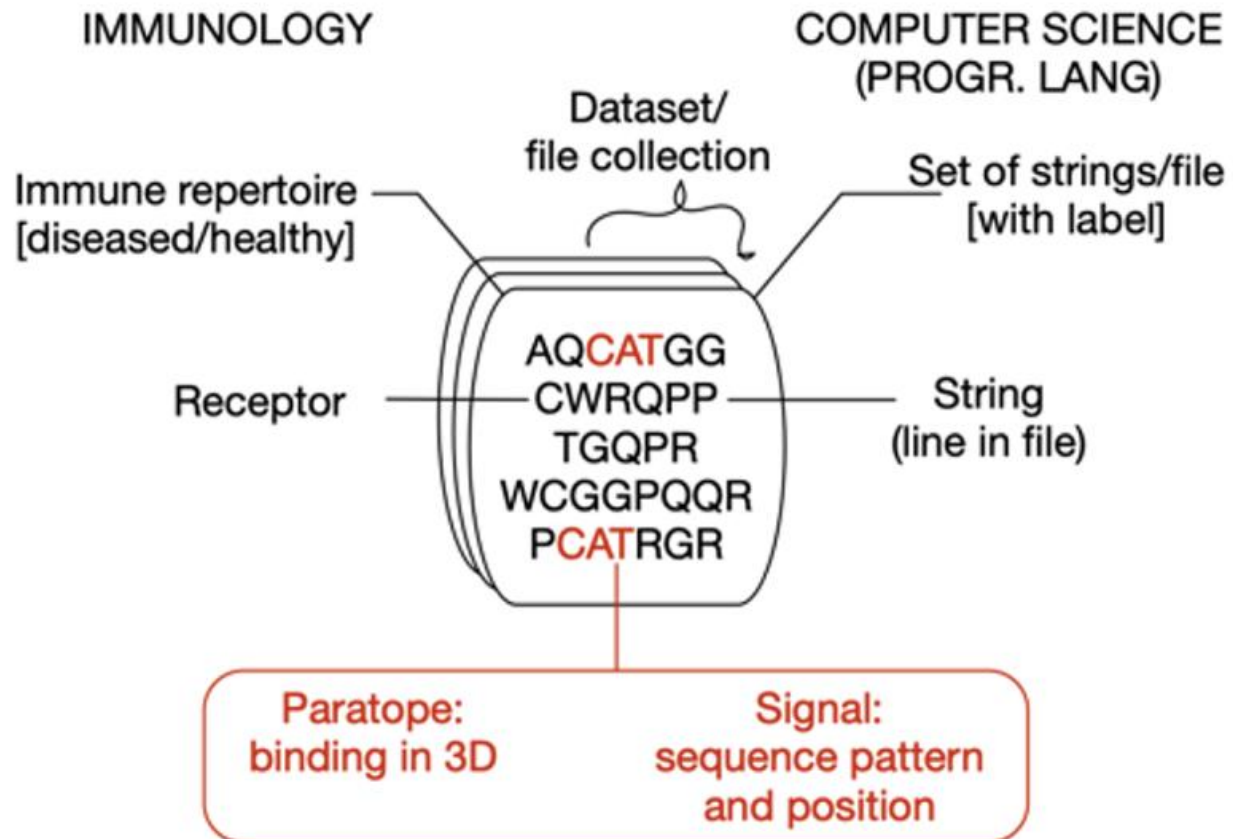 IMMUNOLOGY
COMPUTER SCIENCE
(PROGR. LANG)
Dataset/
file collection
Immune repertoire
[diseased/healthy]
Set of strings/file
[with label]
AQCATGG
Receptor
CWRQPP
String
(line in file)
TGQPR
WCGGPQQR
PCATRGR
Paratope:
binding in 3D
Signal:
sequence pattern
and position